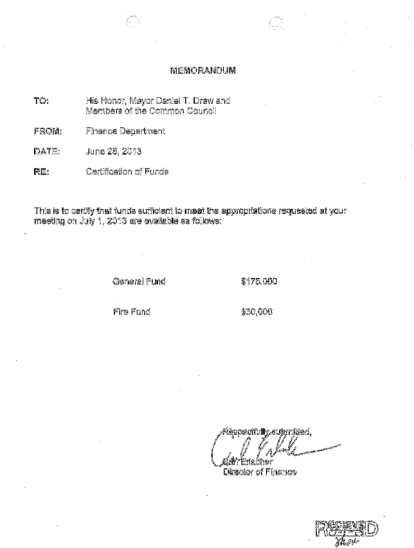 MEMORANDUM
TO: His Honor, Mayor Daniel T. Drew and
Members of the Common Council
FROM: Finance Department
DATE: June 26, 2013
RE: Certification of Funds
This is to certify that funds sufficient to meet the appropriations requested at your
meeting on July 1, 2013 are available as follows:
General Fund $175,000
Fire Fund $30,000
Respectfully submitted,
Director of Finance